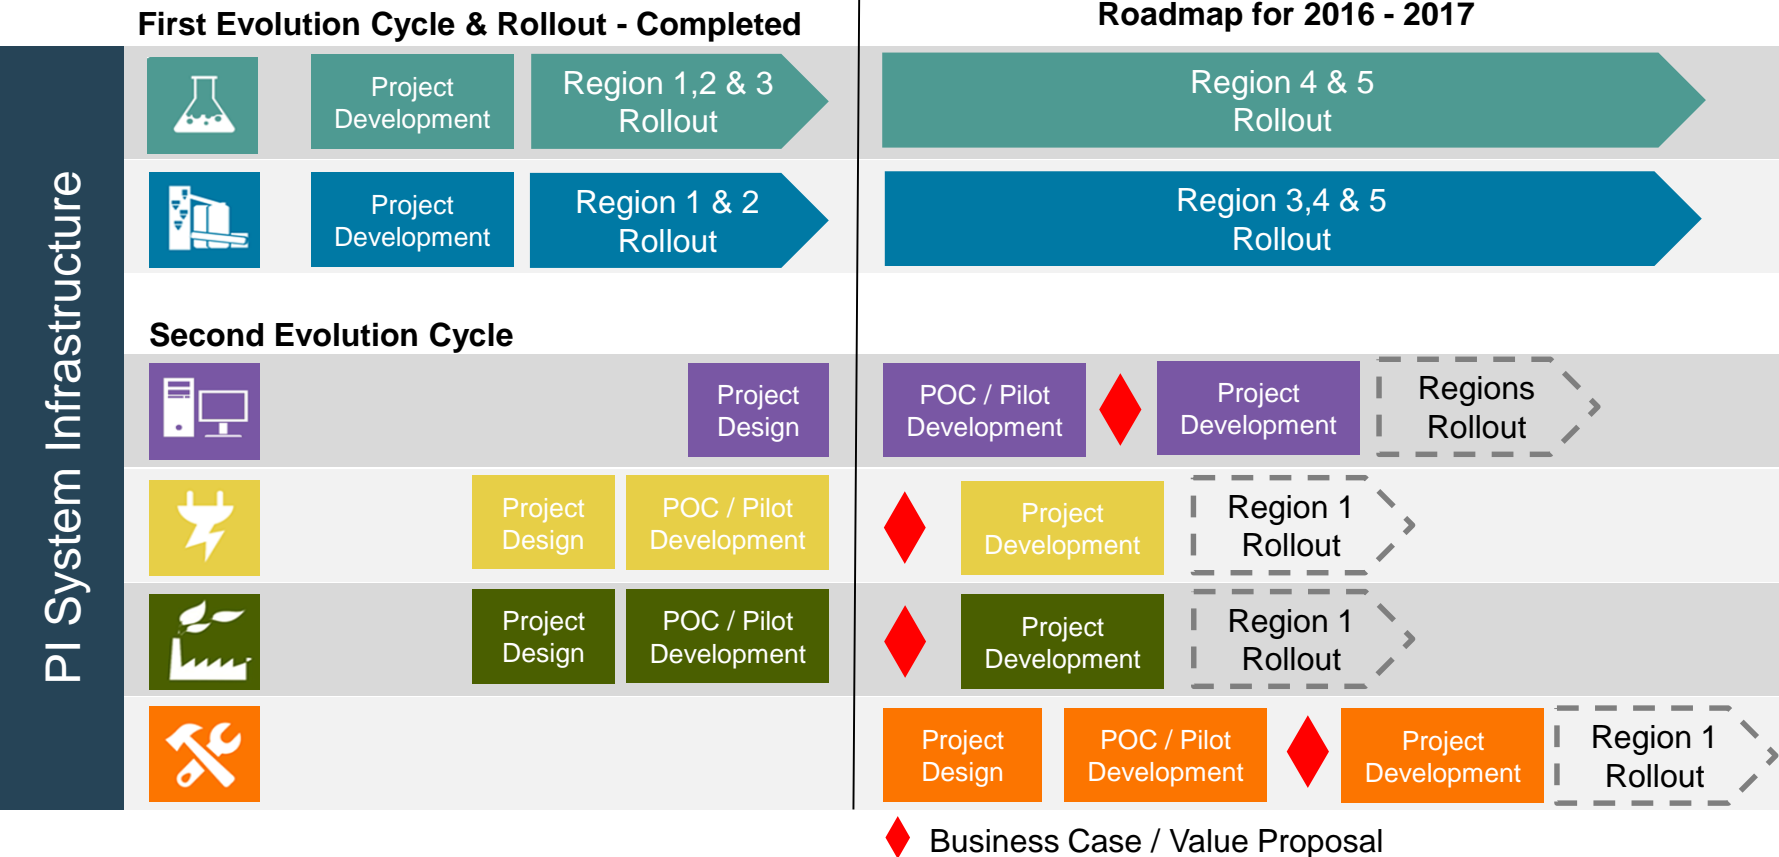 First Evolution Cycle & Rollout - Completed
Roadmap for 2016 - 2017
PI System Infrastructure
Project
Development
Region 1,2 & 3
Rollout
Region 4 & 5
Rollout
Project
Development
Region 1 & 2
Rollout
Region 3,4 & 5
Rollout
Second Evolution Cycle
Project
Design
POC / Pilot
Development
Project
Development
Regions
Rollout
Project
Design
POC / Pilot
Development
Project
Development
Region 1
Rollout
Project
Design
POC / Pilot
Development
Project
Development
Region 1
Rollout
Project
Design
POC / Pilot
Development
Project
Development
Region 1
Rollout
Business Case / Value Proposal